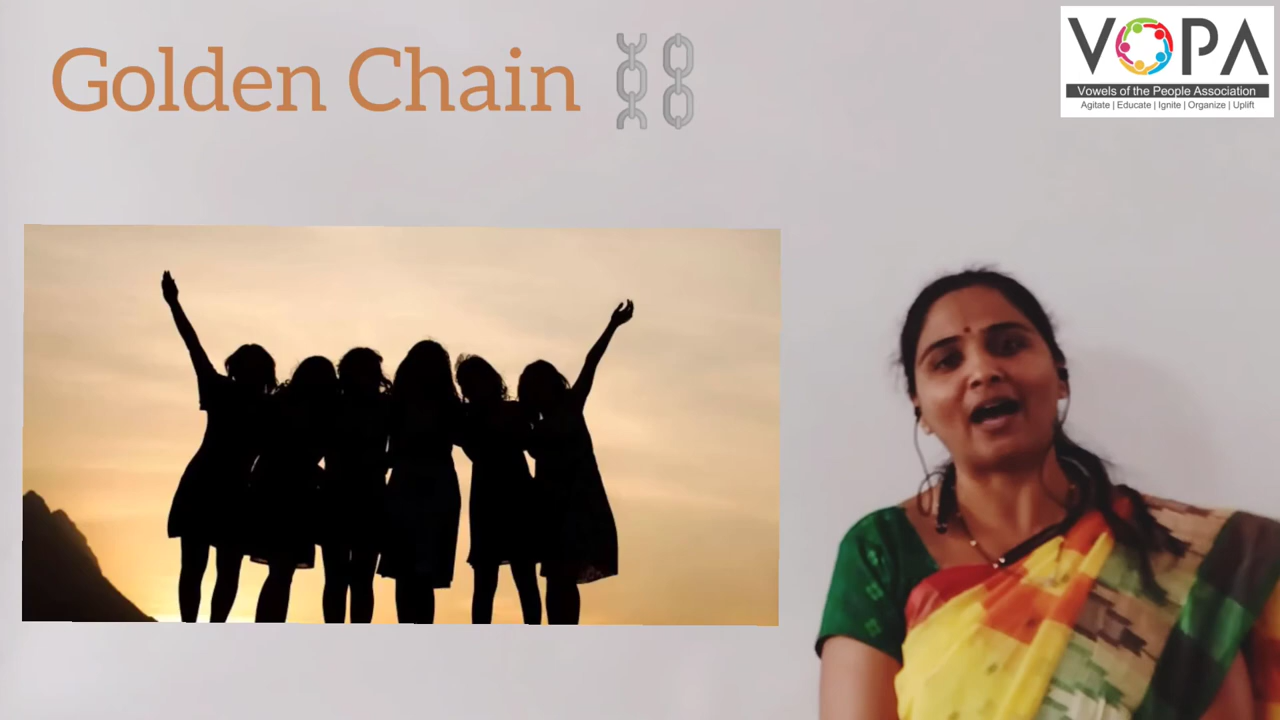 Golden Chain
VOPA
Vowels of the People Association
Agitate | Educate | Ignite | Organize | Uplift